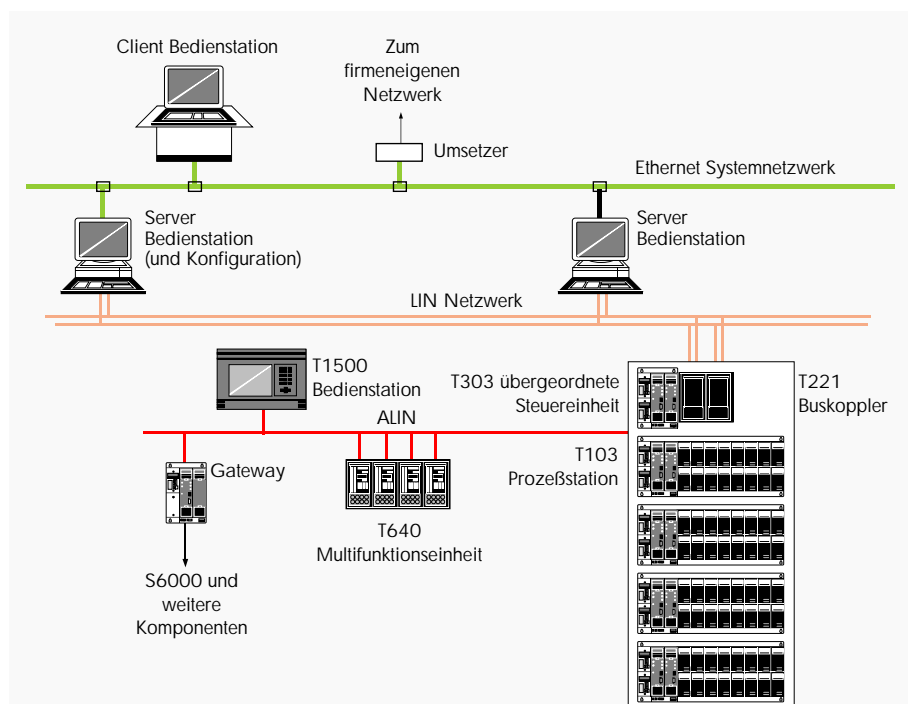 Client Bedienstation
Zum
firmeneigenen
Netzwerk
Umsetzer
Ethernet Systemnetzwerk
Server
Bedienstation
(und Konfiguration)
Server
Bedienstation
LIN Netzwerk
T1500
Bedienstation
T303 übergeordnete
Steuereinheit
T221
Buskoppler
ALIN
T103
Prozeßstation
Gateway
T640
Multifunktionseinheit
S6000 und
weitere
Komponenten